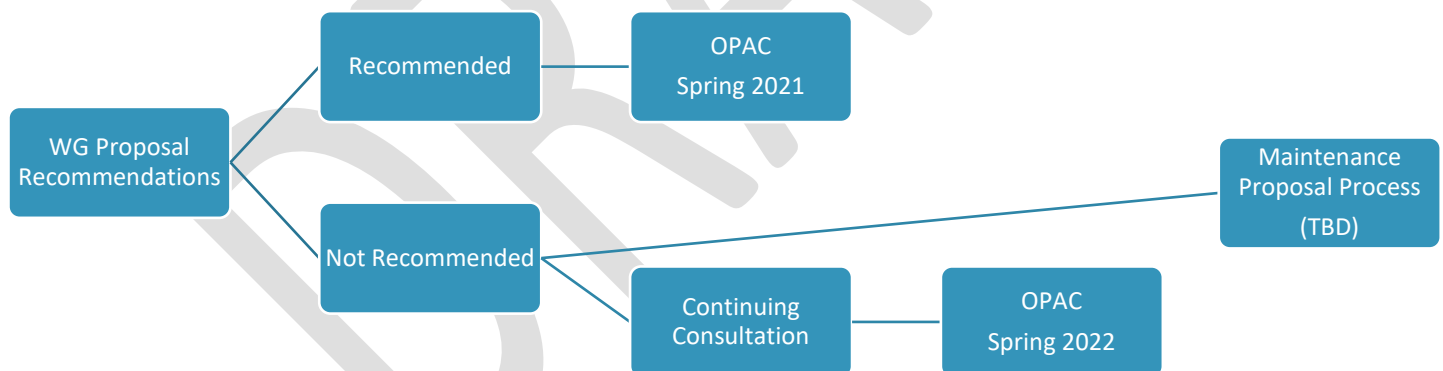 WG Proposal
Recommendations
Recommended
OPAC
Spring 2021
Not Recommended
Maintenance
Proposal Process
(TBD)
Continuing
Consultation
OPAC
Spring 2022